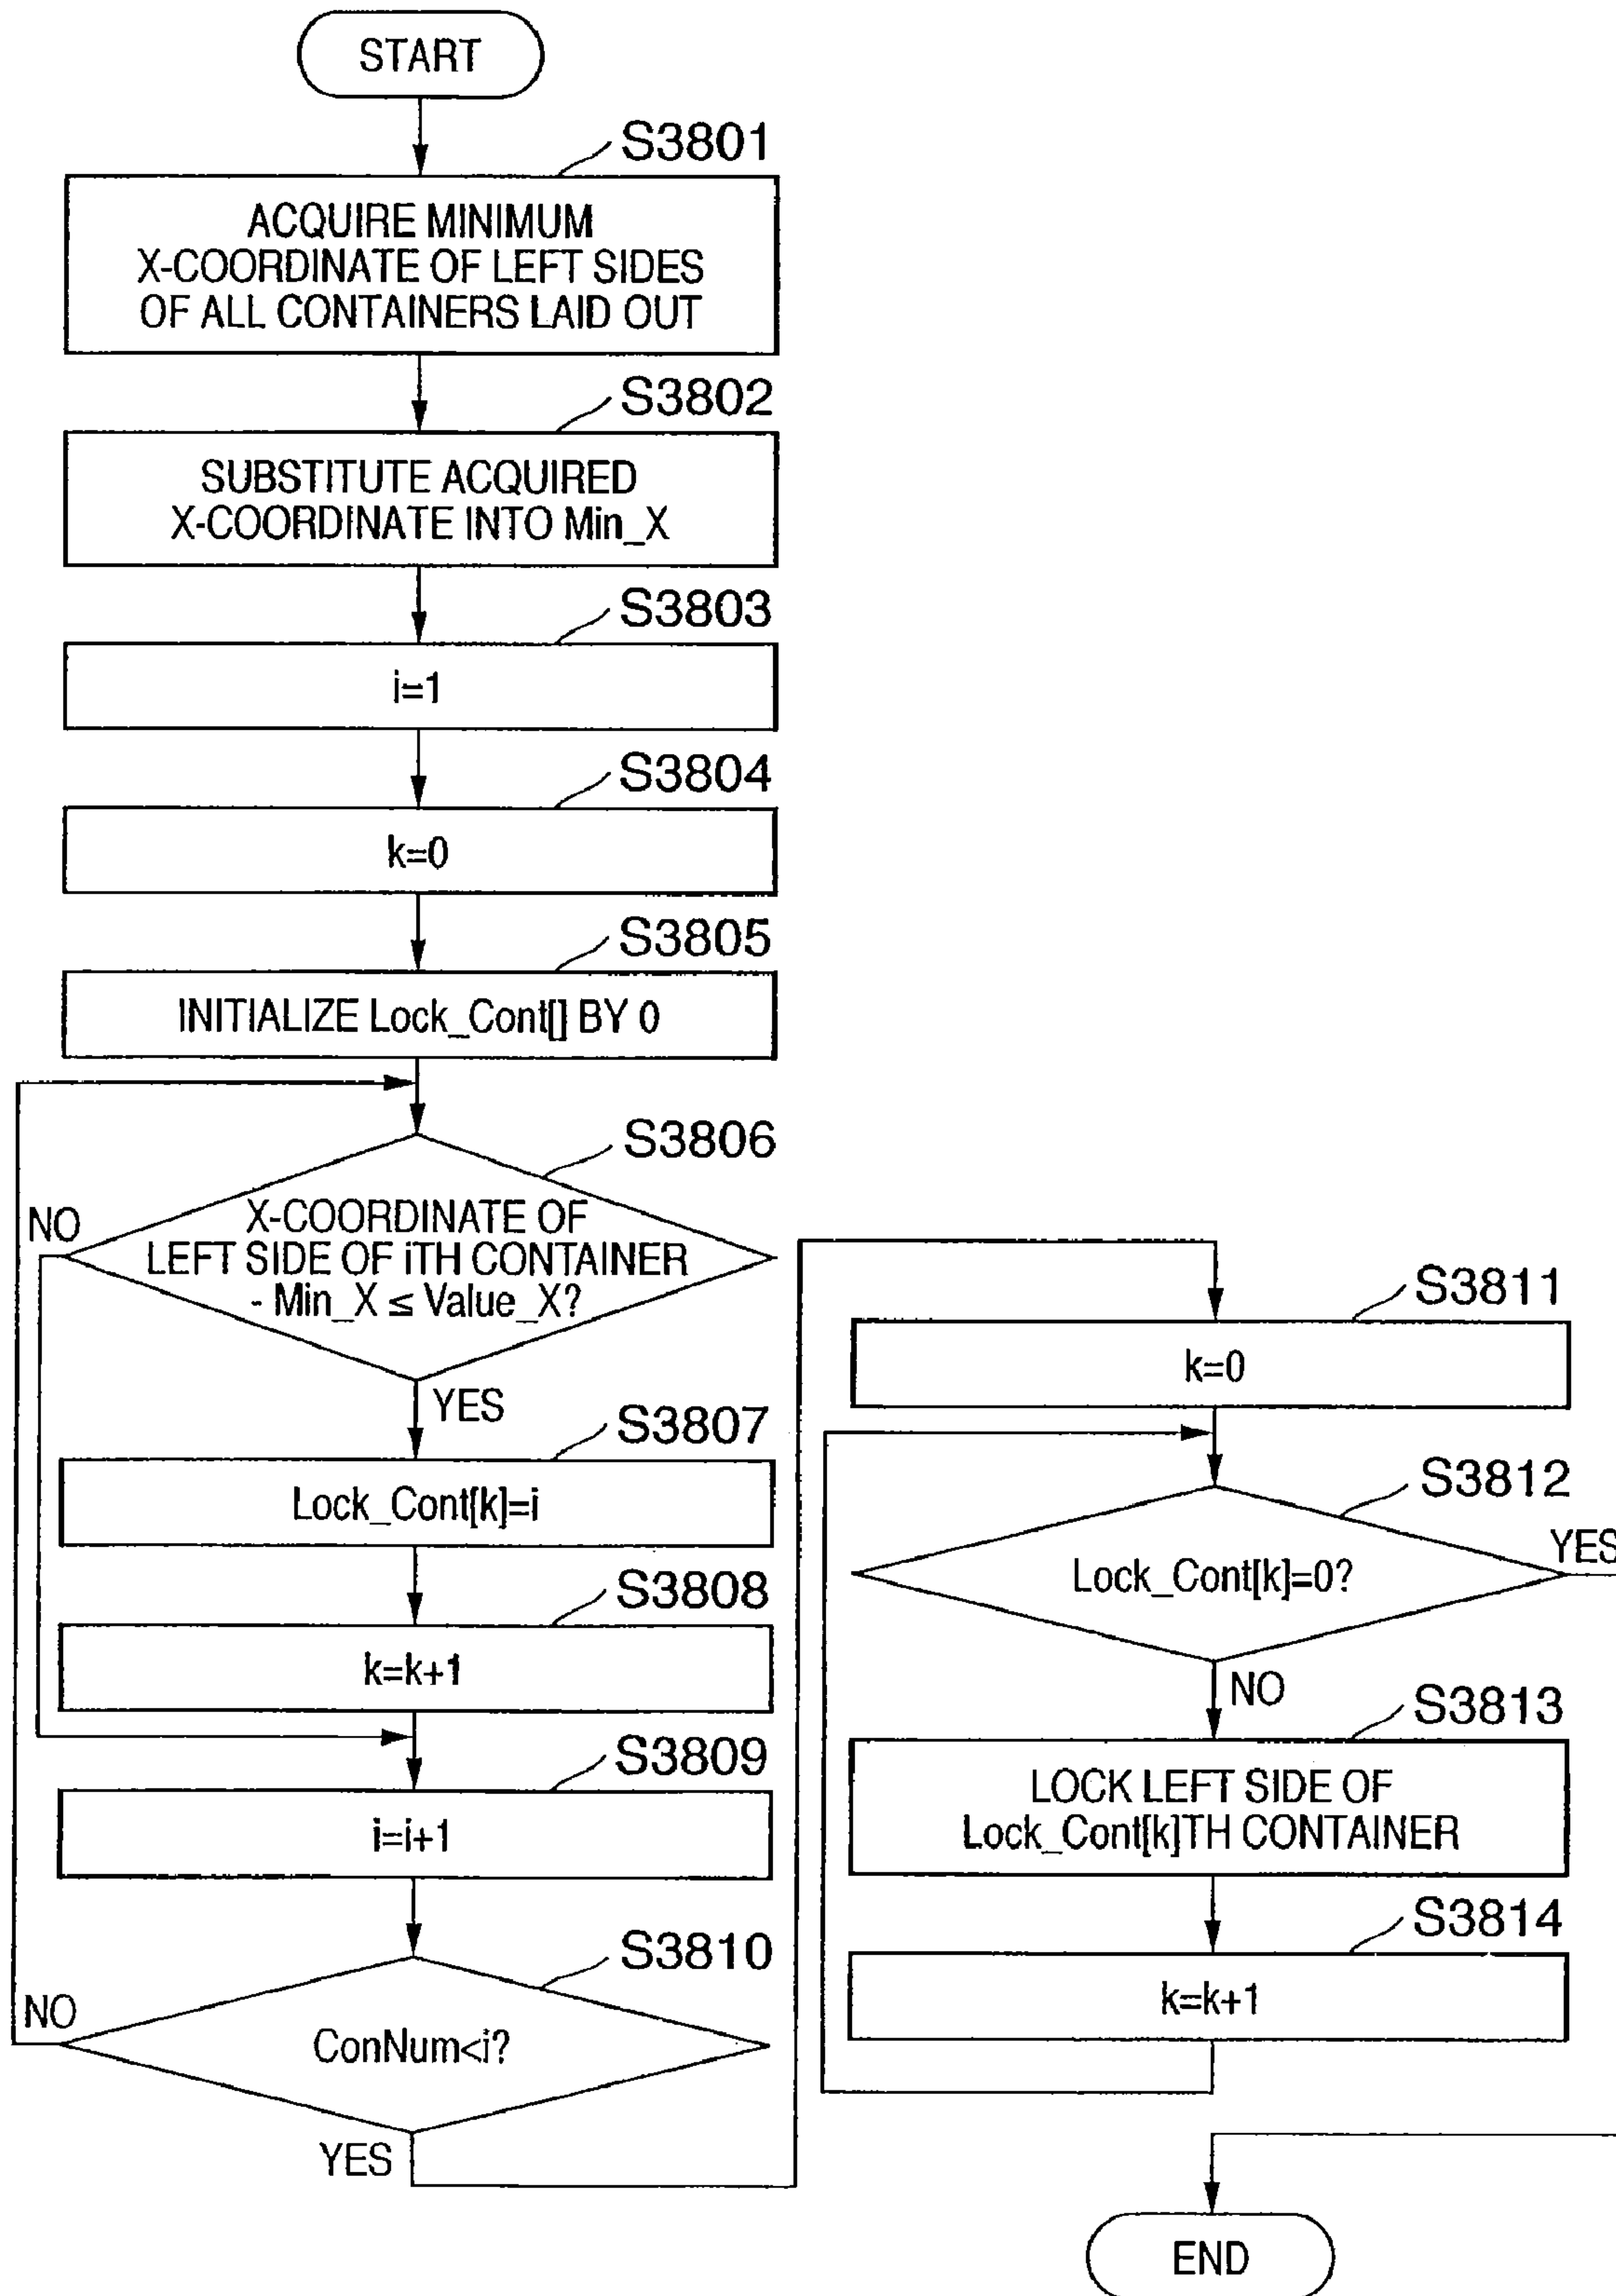 START
S3801
ACQUIRE MINIMUM
X-COORDINATE OF LEFT SIDES
OF ALL CONTAINERS LAID OUT
S3802
SUBSTITUTE ACQUIRED
X-COORDINATE INTO Min_X
S3803
i=1
S3804
k=0
S3805
INITIALIZE Lock_Cont[] BY 0
S3806
NO
X-COORDINATE OF
LEFT SIDE OF iTH CONTAINER
- Min_X ≤ Value_X?
YES
S3807
Lock_Cont[k]=i
S3808
k=k+1
S3809
i=i+1
S3810
NO
ConNum<i?
YES
S3811
k=0
S3812
YES
Lock_Cont[k]=0?
NO
S3813
LOCK LEFT SIDE OF
Lock_Cont[k]TH CONTAINER
S3814
k=k+1
END